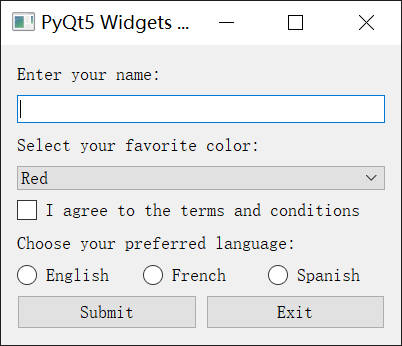 PyQt5 Widgets ...
Enter your name:
Select your favorite color:
Red
I agree to the terms and conditions
Choose your preferred language:
English French Spanish
Submit Exit